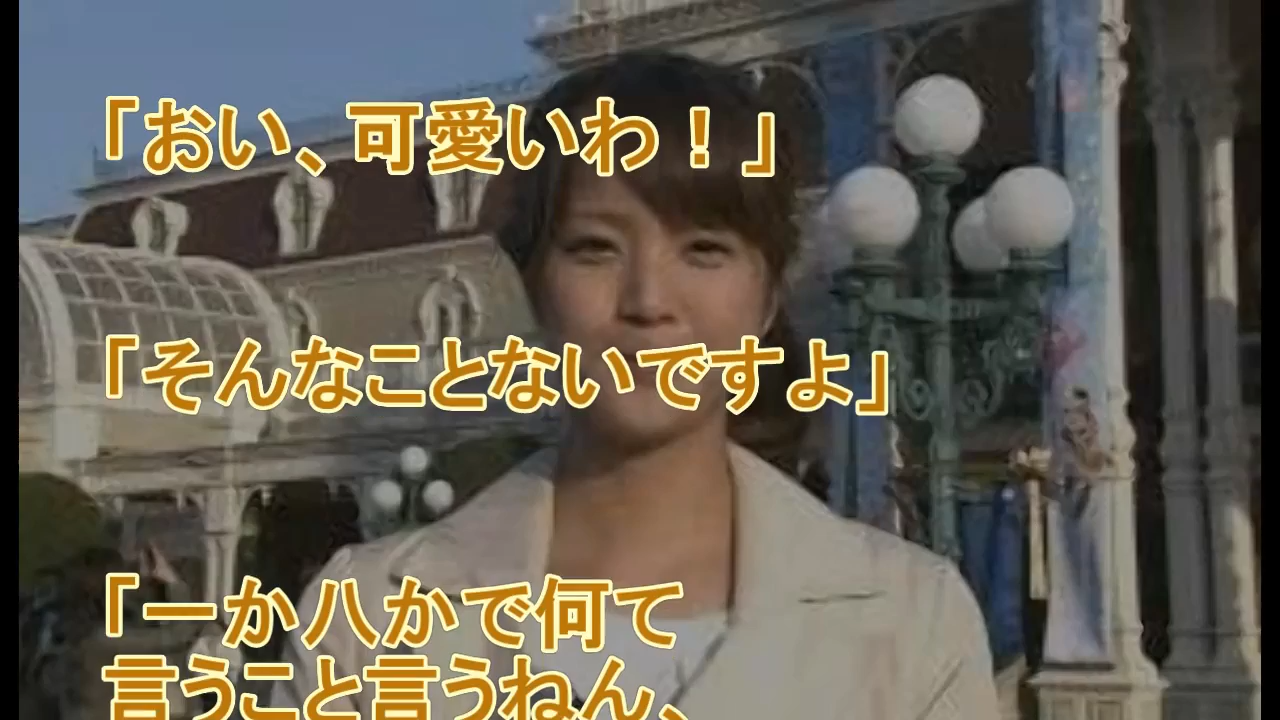 「おい、可愛いわ！」
「そんなことないですよ」
「一か八かで何て
言うこと言うねん、